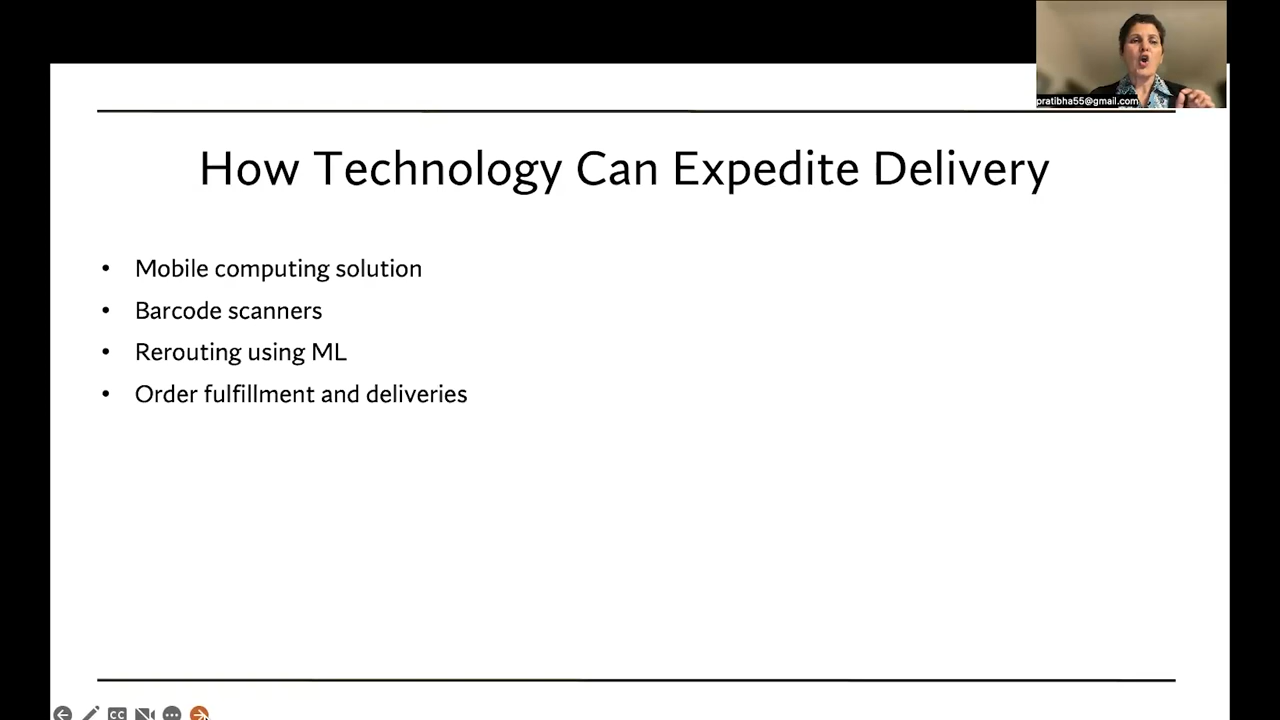 pratibha55@gmail.com
How Technology Can Expedite Delivery
• Mobile computing solution
• Barcode scanners
• Rerouting using ML
• Order fulfillment and deliveries
CC